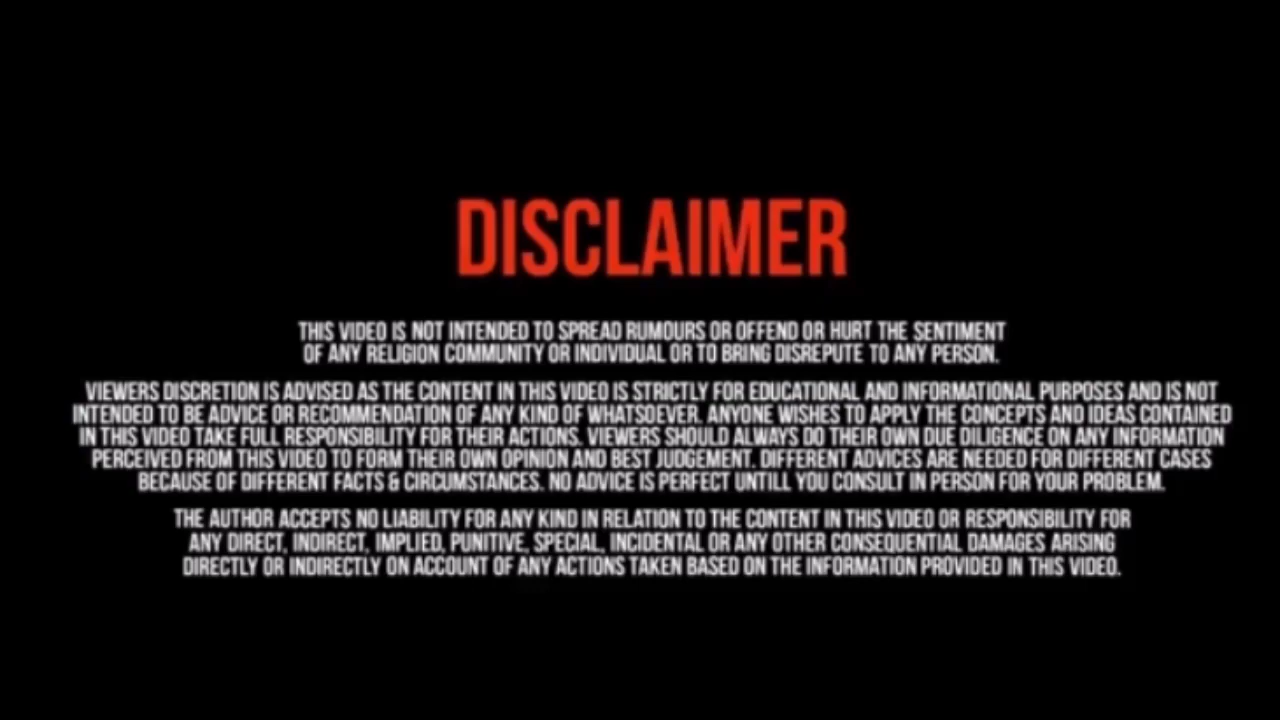 DISCLAIMER
THIS VIDEO IS NOT INTENDED TO SPREAD RUMOURS OR OFFEND OR HURT THE SENTIMENT
OF ANY RELIGION COMMUNITY OR INDIVIDUAL OR TO BRING DISREPUTE TO ANY PERSON.
VIEWERS DISCRETION IS ADVISED AS THE CONTENT IN THIS VIDEO IS STRICTLY FOR EDUCATIONAL AND INFORMATIONAL PURPOSES AND IS NOT
INTENDED TO BE ADVICE OR RECOMMENDATION OF ANY KIND OF WHATSOEVER. ANYONE WISHES TO APPLY THE CONCEPTS AND IDEAS CONTAINED
IN THIS VIDEO TAKE FULL RESPONSIBILITY FOR THEIR ACTIONS. VIEWERS SHOULD ALWAYS DO THEIR OWN DUE DILIGENCE ON ANY INFORMATION
PERCEIVED FROM THIS VIDEO TO FORM THEIR OWN OPINION AND BEST JUDGEMENT. DIFFERENT ADVICES ARE NEEDED FOR DIFFERENT CASES
BECAUSE OF DIFFERENT FACTS & CIRCUMSTANCES. NO ADVICE IS PERFECT UNTILL YOU CONSULT IN PERSON FOR YOUR PROBLEM.
THE AUTHOR ACCEPTS NO LIABILITY FOR ANY KIND IN RELATION TO THE CONTENT IN THIS VIDEO OR RESPONSIBILITY FOR
ANY DIRECT, INDIRECT, IMPLIED, PUNITIVE, SPECIAL, INCIDENTAL OR ANY OTHER CONSEQUENTIAL DAMAGES ARISING
DIRECTLY OR INDIRECTLY ON ACCOUNT OF ANY ACTIONS TAKEN BASED ON THE INFORMATION PROVIDED IN THIS VIDEO.